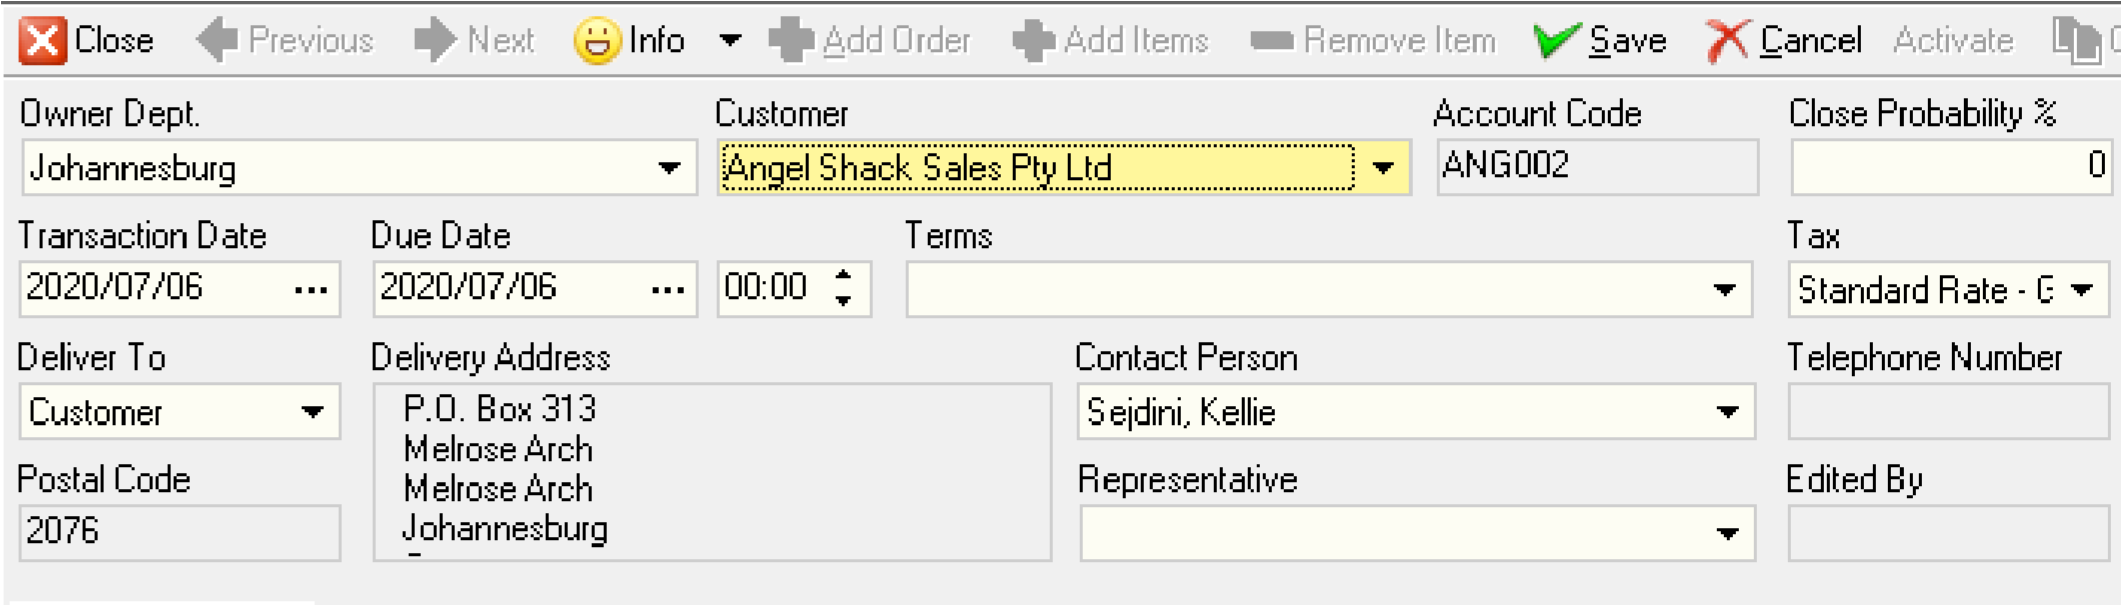 Close Previous Next Info Add Order Add Items Remove Item Save Cancel Activate
Owner Dept. Customer Account Code Close Probability %
Johannesburg Angel Shack Sales Pty Ltd ANG002 0
Transaction Date Due Date Terms Tax
2020/07/06 ... 2020/07/06 ... 00:00 Standard Rate - G
Deliver To Delivery Address Contact Person Telephone Number
Customer P.O. Box 313 Sejdini, Kellie
Melrose Arch
Postal Code Melrose Arch Representative Edited By
2076 Johannesburg